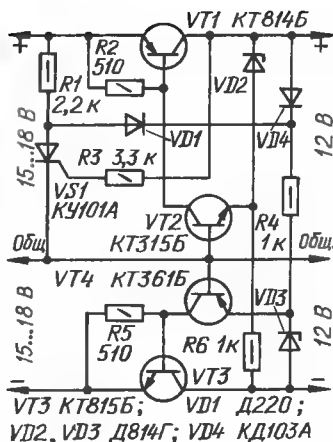 VT1 КТ814Б
+
+
R2
510
R1
2,2 к
VD2
VD1
VD4
15...18 В
12 В
R3 3,3 к
VS1
КУ101А
VT2
КТ315Б
R4
1 к
Общ.
Общ.
VT4 КТ361Б
VD3
15...18 В
12 В
R5
510
R6 1к
VT3
–
–
VT3 КТ815Б; VD1 Д220;
VD2, VD3 Д814Г; VD4 КД103А